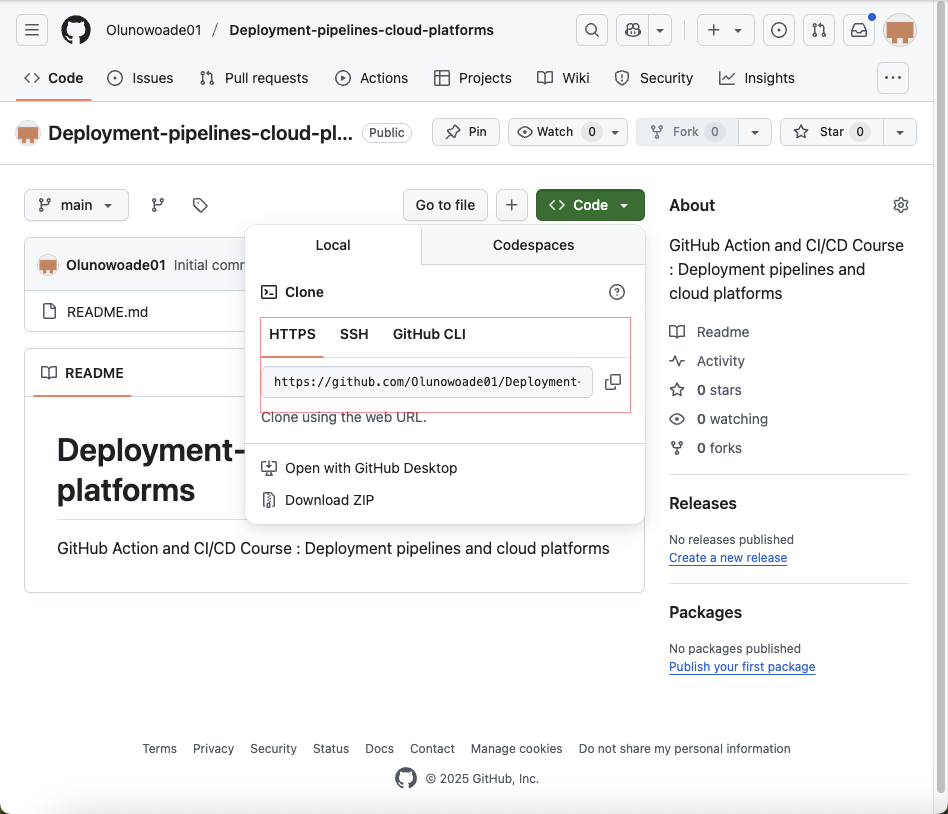 Olunowoade01 / Deployment-pipelines-cloud-platforms
Code Issues Pull requests Actions Projects Wiki Security Insights
Deployment-pipelines-cloud-pl... Public Pin Watch 0 Fork 0 Star 0
main Go to file Code
Local Codespaces
Olunowoade01 Initial comm
Clone
README.md
HTTPS SSH GitHub CLI
https://github.com/Olunowoade01/Deployment-
Clone using the web URL.
Open with GitHub Desktop
Download ZIP
README
Deployment-
platforms
GitHub Action and CI/CD Course : Deployment pipelines and cloud platforms
About
GitHub Action and CI/CD Course
: Deployment pipelines and
cloud platforms
Readme
Activity
0 stars
0 watching
0 forks
Releases
No releases published
Create a new release
Packages
No packages published
Publish your first package
Terms Privacy Security Status Docs Contact Manage cookies Do not share my personal information
© 2025 GitHub, Inc.